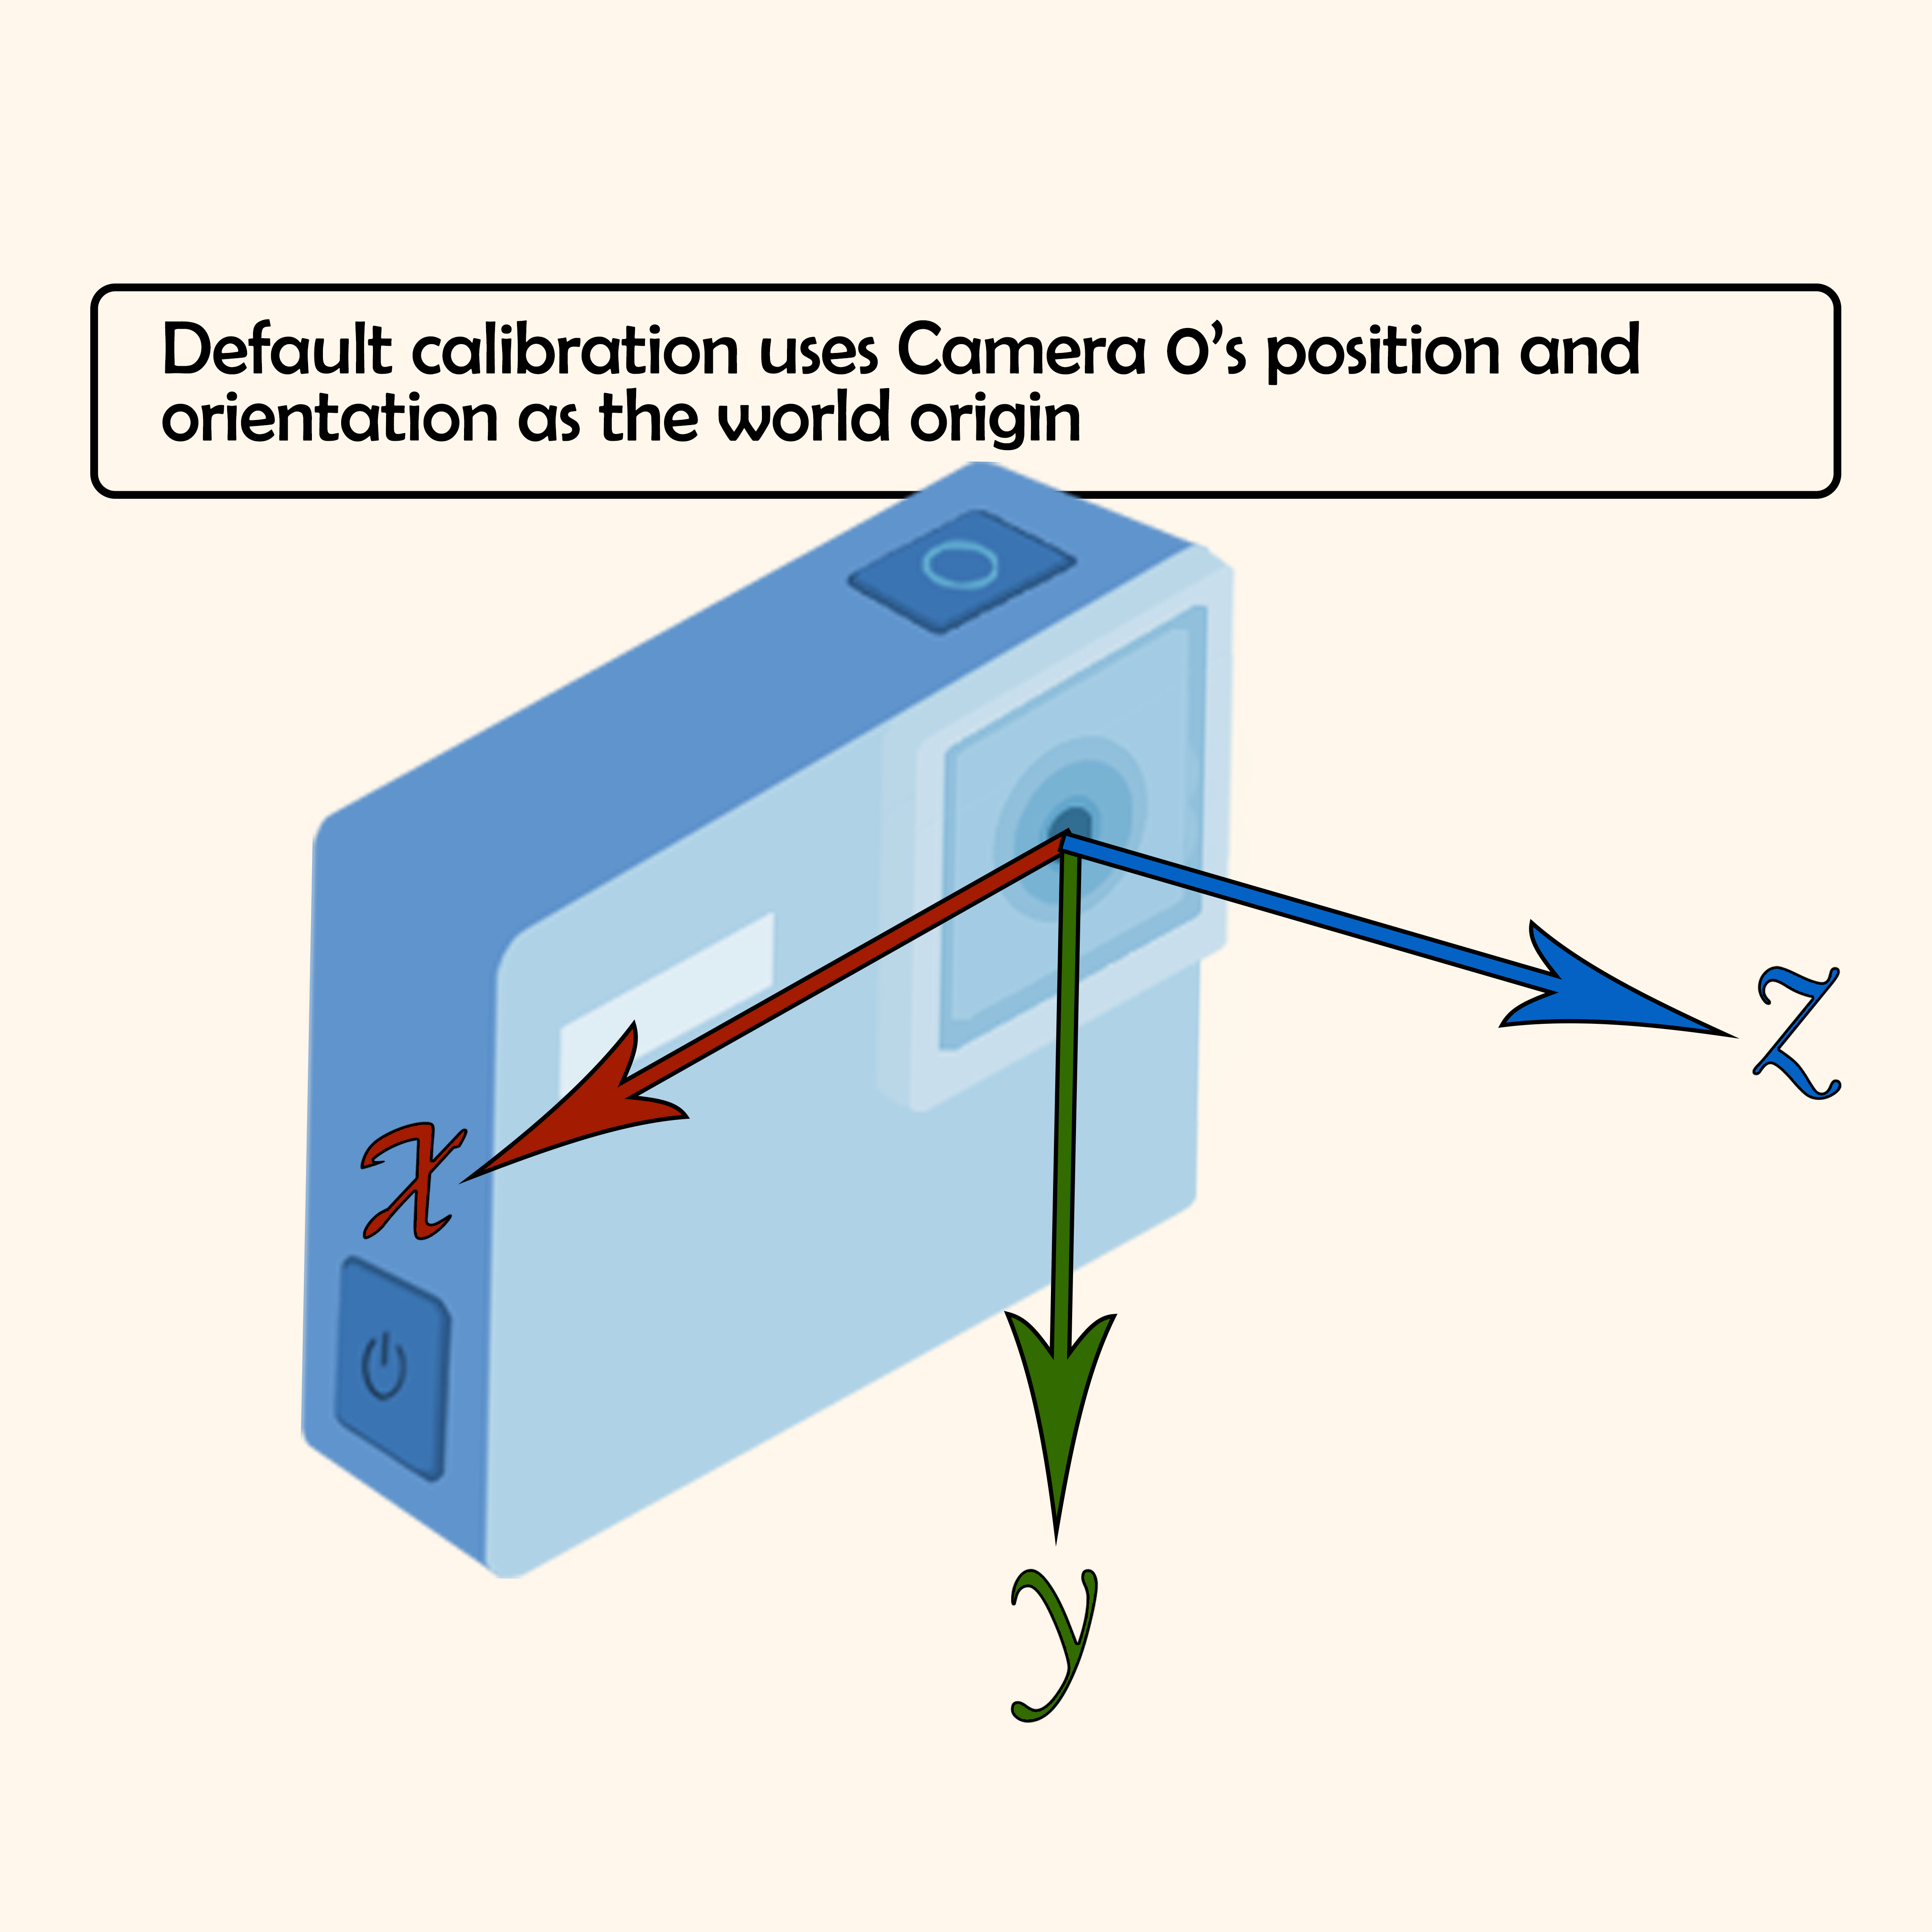 Default calibration uses Camera 0's position and
orientation as the world origin
x
z
y